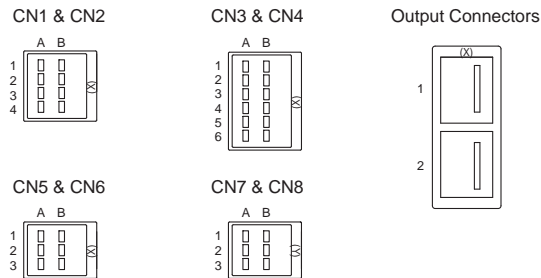 CN1 & CN2
A B
1
2
3
4
(X)
CN3 & CN4
A B
1
2
3
4
5
6
(X)
Output Connectors
(X)
1
2
CN5 & CN6
A B
1
2
3
(X)
CN7 & CN8
A B
1
2
3
(Y)